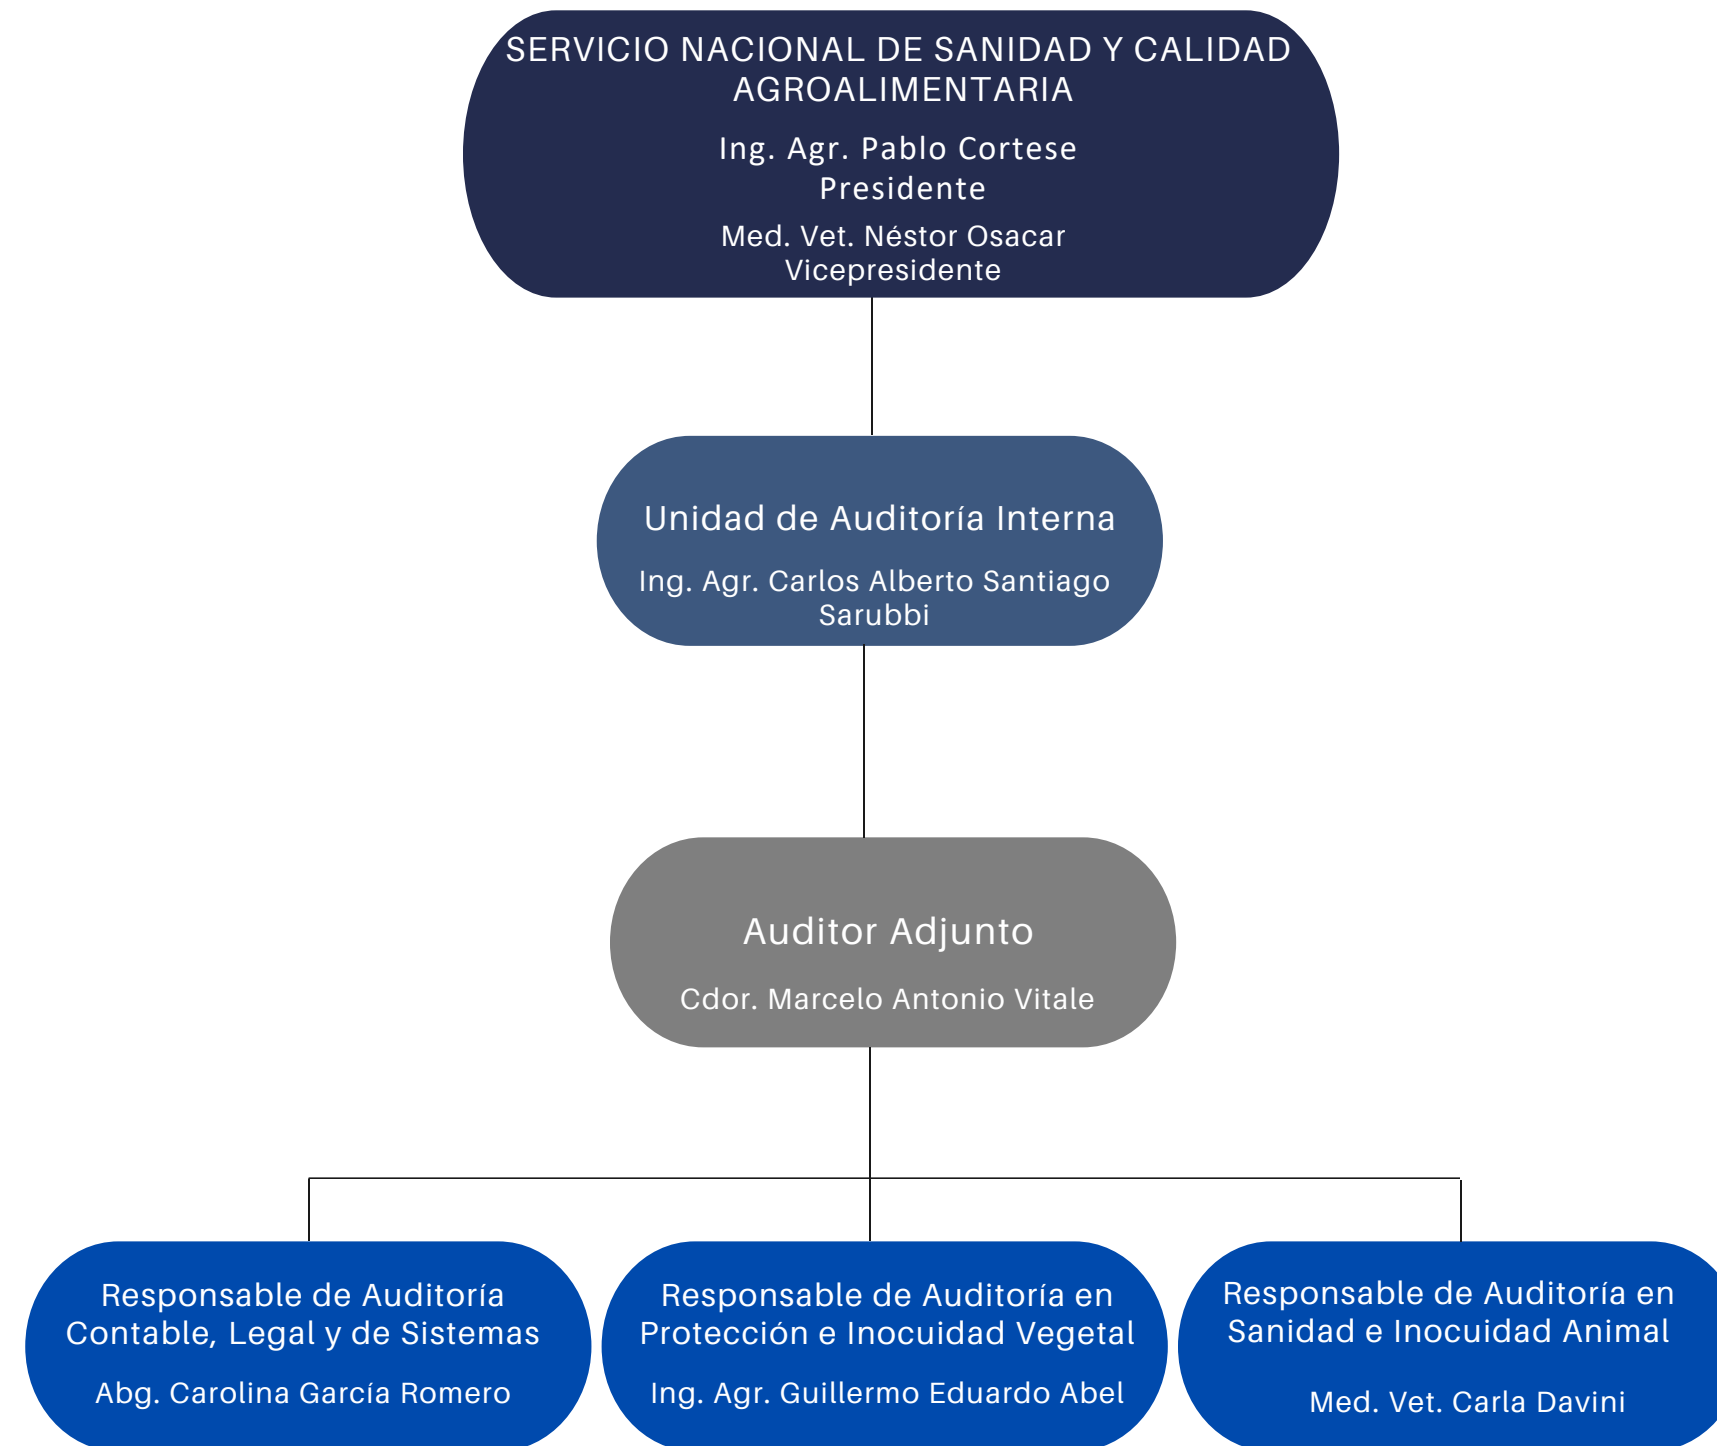 SERVICIO NACIONAL DE SANIDAD Y CALIDAD
AGROALIMENTARIA
Ing. Agr. Pablo Cortese
Presidente
Med. Vet. Néstor Osacar
Vicepresidente
Unidad de Auditoría Interna
Ing. Agr. Carlos Alberto Santiago
Sarubbi
Auditor Adjunto
Cdor. Marcelo Antonio Vitale
Responsable de Auditoría
Contable, Legal y de Sistemas
Abg. Carolina García Romero
Responsable de Auditoría en
Protección e Inocuidad Vegetal
Ing. Agr. Guillermo Eduardo Abel
Responsable de Auditoría en
Sanidad e Inocuidad Animal
Med. Vet. Carla Davini